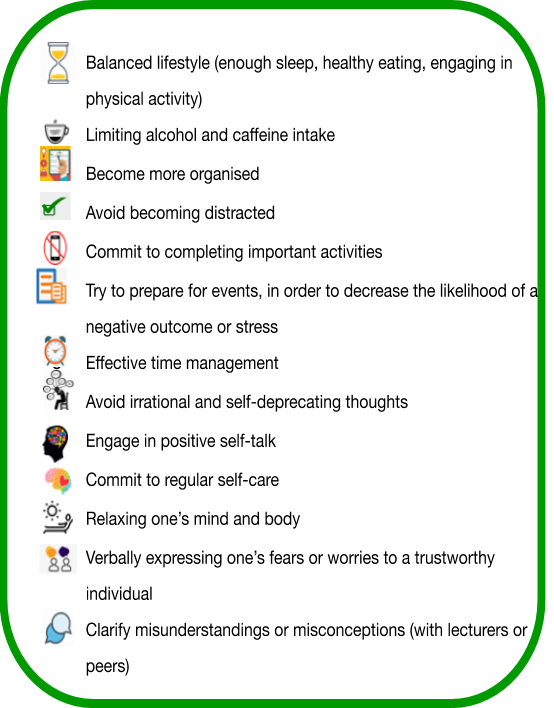 Balanced lifestyle (enough sleep, healthy eating, engaging in
physical activity)
Limiting alcohol and caffeine intake
Become more organised
Avoid becoming distracted
Commit to completing important activities
Try to prepare for events, in order to decrease the likelihood of a
negative outcome or stress
Effective time management
Avoid irrational and self-deprecating thoughts
Engage in positive self-talk
Commit to regular self-care
Relaxing one’s mind and body
Verbally expressing one’s fears or worries to a trustworthy
individual
Clarify misunderstandings or misconceptions (with lecturers or
peers)